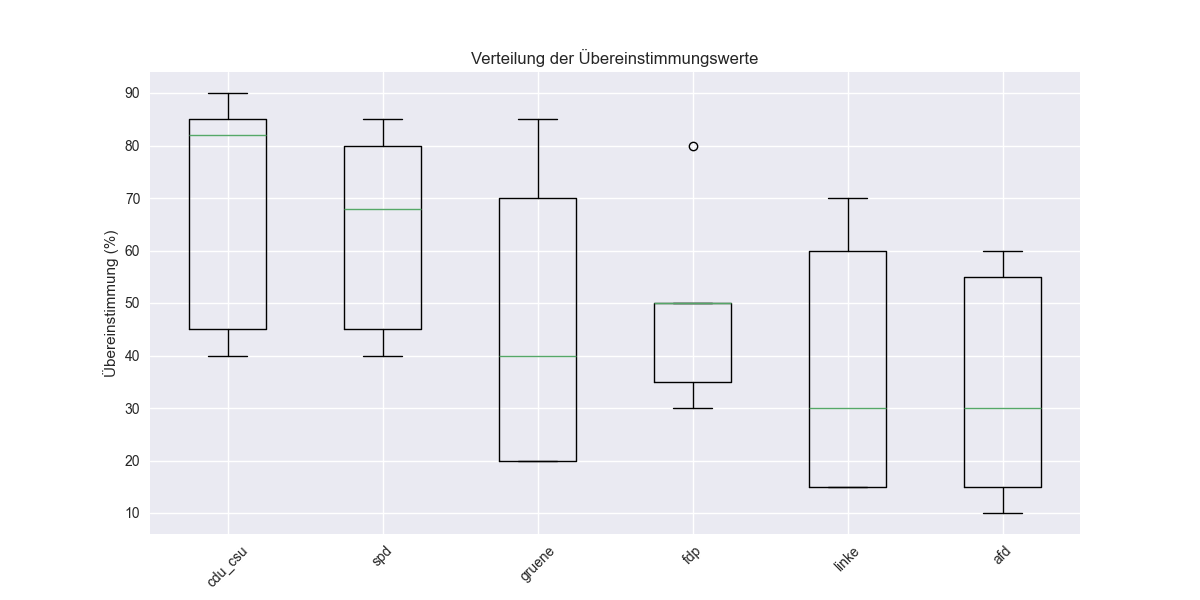 Verteilung der Übereinstimmungswerte
Übereinstimmung (%)
90
80
70
60
50
40
30
20
10
cdu_csu
spd
gruene
fdp
linke
afd